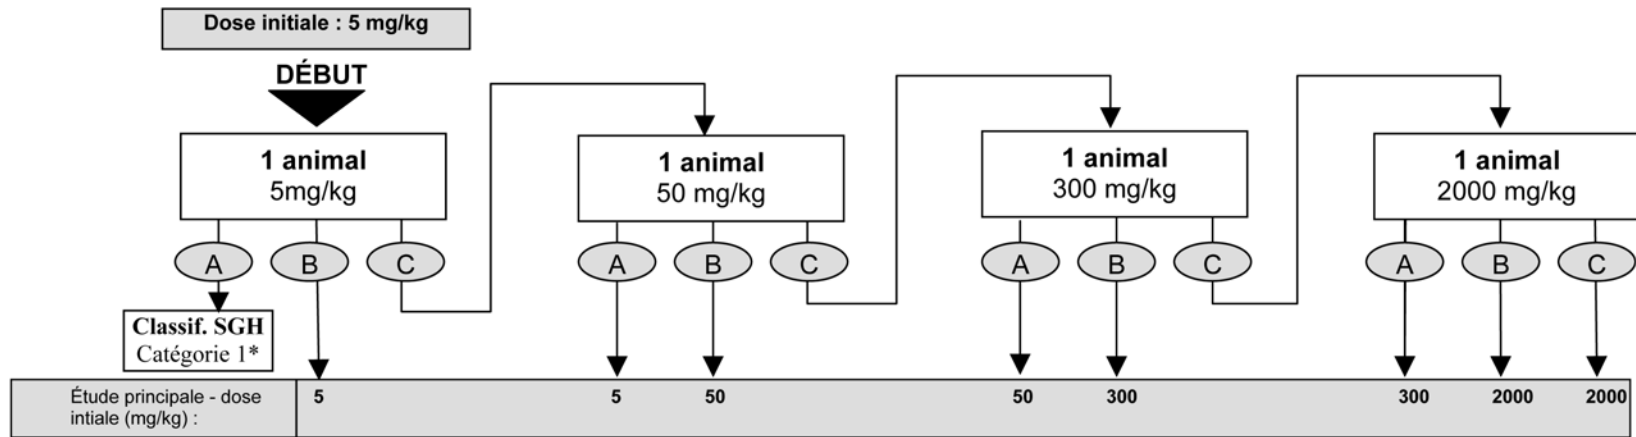 Dose initiale : 5 mg/kg
DÉBUT
1 animal
5mg/kg
1 animal
50 mg/kg
1 animal
300 mg/kg
1 animal
2000 mg/kg
A B C A B C A B C A B C
Classif. SGH
Catégorie 1*
Étude principale - dose
intiale (mg/kg) :
5 5 50 50 300 300 2000 2000